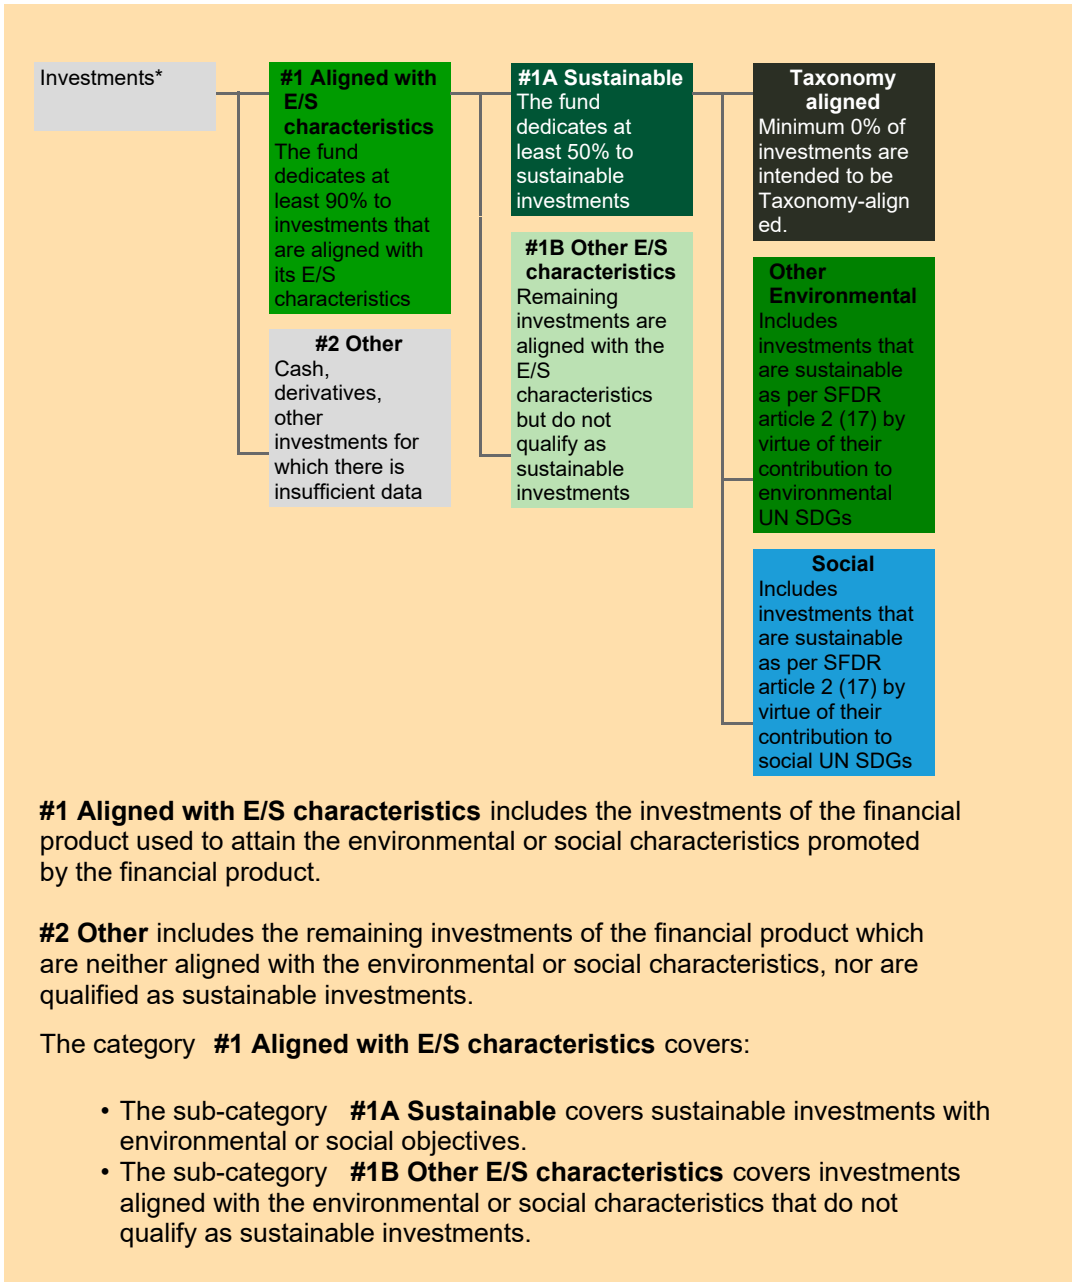 Investments*
#1 Aligned with
E/S
characteristics
The fund
dedicates at
least 90% to
investments that
are aligned with
its E/S
characteristics
#2 Other
Cash,
derivatives,
other
investments for
which there is
insufficient data
#1A Sustainable
The fund
dedicates at
least 50% to
sustainable
investments
#1B Other E/S
characteristics
Remaining
investments are
aligned with the
E/S
characteristics
but do not
qualify as
sustainable
investments
Taxonomy
aligned
Minimum 0% of
investments are
intended to be
Taxonomy-align
ed.
Other
Environmental
Includes
investments that
are sustainable
as per SFDR
article 2 (17) by
virtue of their
contribution to
environmental
UN SDGs
Social
Includes
investments that
are sustainable
as per SFDR
article 2 (17) by
virtue of their
contribution to
social UN SDGs
#1 Aligned with E/S characteristics includes the investments of the financial
product used to attain the environmental or social characteristics promoted
by the financial product.
#2 Other includes the remaining investments of the financial product which
are neither aligned with the environmental or social characteristics, nor are
qualified as sustainable investments.
The category #1 Aligned with E/S characteristics covers:
• The sub-category #1A Sustainable covers sustainable investments with
environmental or social objectives.
• The sub-category #1B Other E/S characteristics covers investments
aligned with the environmental or social characteristics that do not
qualify as sustainable investments.